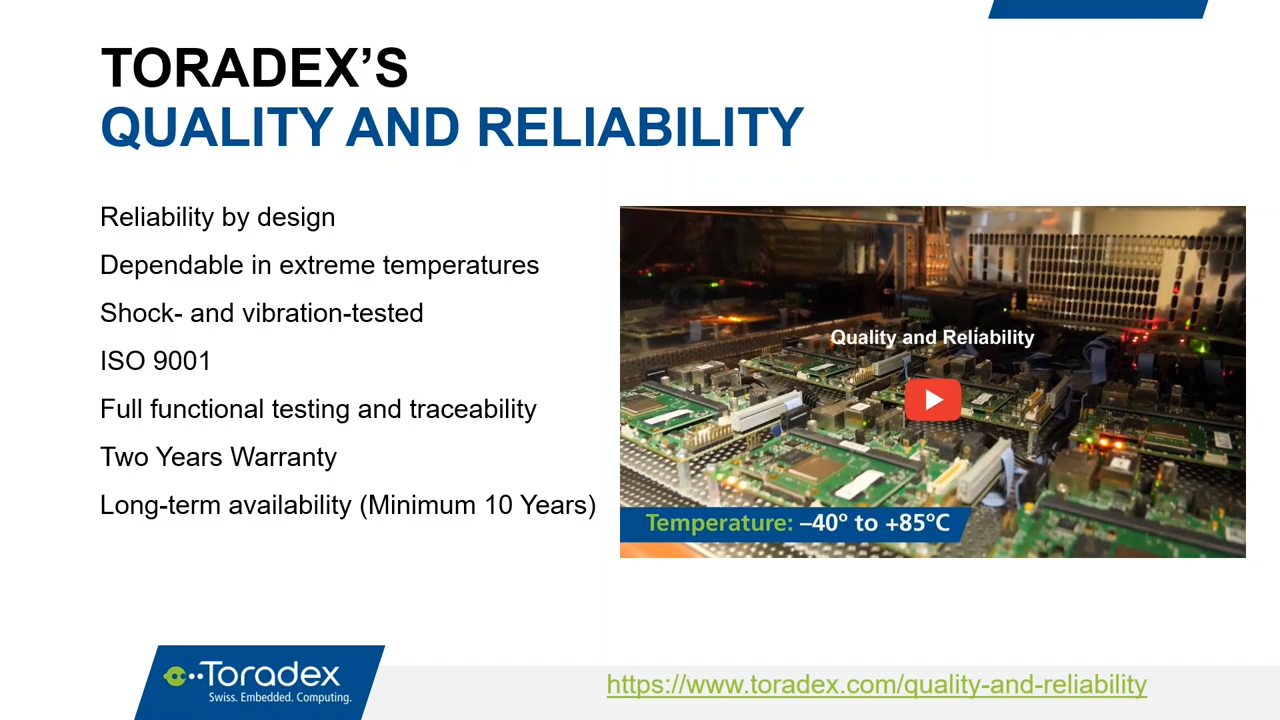 TORADEX’S
QUALITY AND RELIABILITY
Reliability by design
Dependable in extreme temperatures
Shock- and vibration-tested
ISO 9001
Full functional testing and traceability
Two Years Warranty
Long-term availability (Minimum 10 Years)
Quality and Reliability
Temperature: –40º to +85ºC
Toradex
Swiss. Embedded. Computing.
https://www.toradex.com/quality-and-reliability